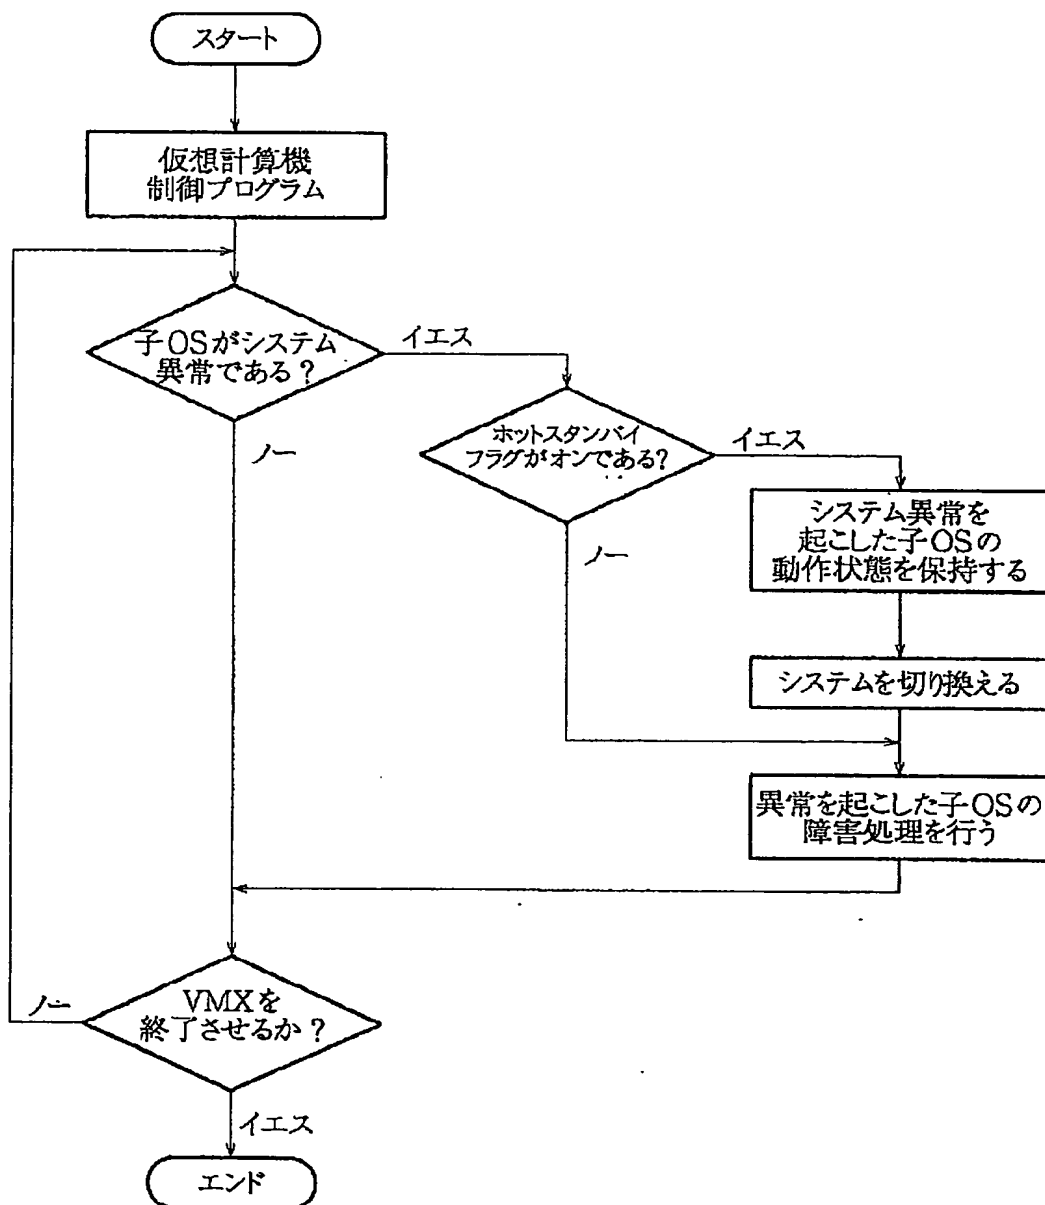 スタート
仮想計算機
制御プログラム
子OSがシステム
異常である?
イエス
ノー
ホットスタンバイ
フラグがオンである?
イエス
ノー
システム異常を
起こした子OSの
動作状態を保持する
システムを切り換える
異常を起こした子OSの
障害処理を行う
VMXを
終了させるか?
ノー
イエス
エンド